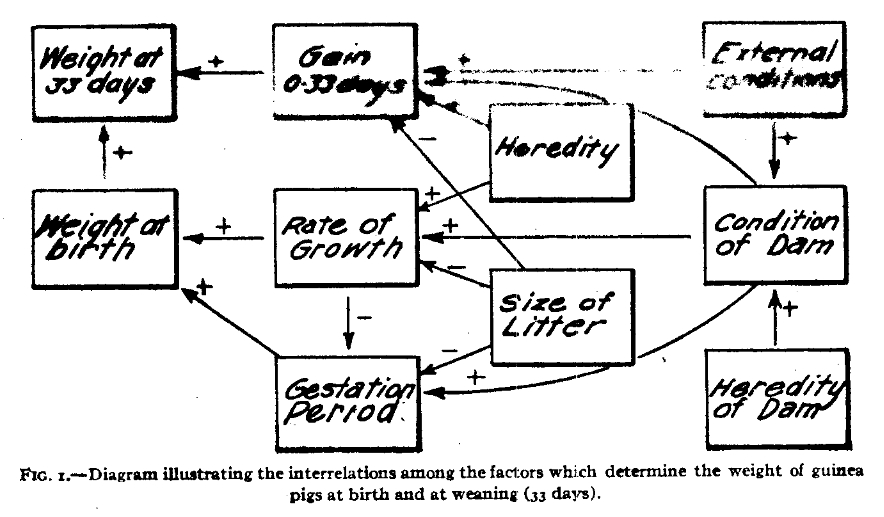 Weight at
33 days
+
Gain
0-33 days
+
External
conditions
+
+
−
Heredity
+
Weight at
birth
+
Rate of
Growth
+
+
−
Condition
of Dam
+
−
Size of
Litter
−
+
+
Gestation
Period
Heredity
of Dam
FIG. 1.—Diagram illustrating the interrelations among the factors which determine the weight of guinea
pigs at birth and at weaning (33 days).